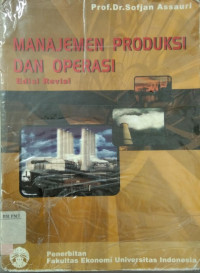 Prof.Dr.Sofjan Assauri
MANAJEMEN PRODUKSI
DAN OPERASI
Edisi Revisi
Penerbitan
Fakultas Ekonomi Universitas Indonesia